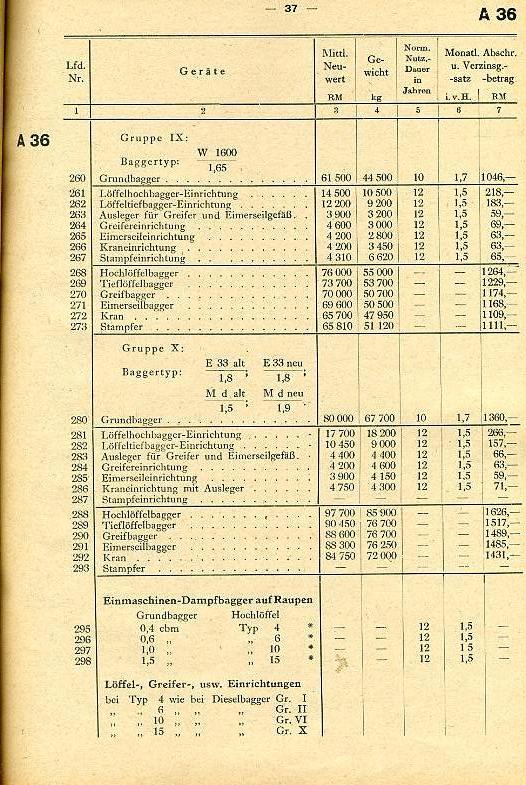 — 37 —
A 36
Lfd. Nr. | Geräte | Mittl. Neuwert RM | Gewicht kg | Norm. Nutz.-Dauer in Jahren | Monatl. Abschr. u. Verzinsg.- -satz i.v.H. | -betrag RM
1 2 3 4 5 6 7
A 36
Gruppe IX:
Baggertyp: W 1600 / 1,65
260 Grundbagger 61 500 44 500 10 1,7 1046,—
261 Löffelhochbagger-Einrichtung 14 500 10 500 12 1,5 218,—
262 Löffeltiefbagger-Einrichtung 12 200 9 200 12 1,5 183,—
263 Ausleger für Greifer und Eimerseilgefäß. 3 900 3 200 12 1,5 59,—
264 Greifereinrichtung 4 600 3 000 12 1,5 69,—
265 Eimerseileinrichtung 4 200 2 800 12 1,5 63,—
266 Kraneinrichtung 4 200 3 450 12 1,5 63,—
267 Stampfeinrichtung 4 310 6 620 12 1,5 65,
268 Hochlöffelbagger 76 000 55 000 — — 1264,—
269 Tieflöffelbagger 73 700 53 700 — — 1229,—
270 Greifbagger 70 000 50 700 — — 1174,—
271 Eimerseilbagger 69 600 50 500 — — 1168,—
272 Kran 65 700 47 950 — — 1109,—
273 Stampfer 65 810 51 120 — — 1111,—
Gruppe X:
Baggertyp: E 33 alt / 1,8 ; E 33 neu / 1,8 ;
M d alt / 1,5 ; M d neu / 1,9
280 Grundbagger 80 000 67 700 10 1,7 1360,—
281 Löffelhochbagger-Einrichtung 17 700 18 200 12 1,5 266,—
282 Löffeltiefbagger-Einrichtung 10 450 9 000 12 1,5 157,—
283 Ausleger für Greifer und Eimerseilgefäß. 4 400 4 400 12 1,5 66,—
284 Greifereinrichtung 4 200 4 600 12 1,5 63,—
285 Eimerseileinrichtung 3 900 4 150 12 1,5 59,—
286 Kraneinrichtung mit Ausleger 4 750 4 300 12 1,5 71,—
287 Stampfeinrichtung
288 Hochlöffelbagger 97 700 85 900 — — 1626,—
289 Tieflöffelbagger 90 450 76 700 — — 1517,—
290 Greifbagger 88 600 76 700 — — 1489,—
291 Eimerseilbagger 88 300 76 250 — — 1485,—
292 Kran 84 750 72 000 — — 1431,—
293 Stampfer — —
Einmaschinen-Dampfbagger auf Raupen
Grundbagger Hochlöffel
295 0,4 cbm Typ 4 * — — 12 1,5 —
296 0,6 „ „ 6 * — — 12 1,5 —
297 1,0 „ „ 10 * — — 12 1 5 —
298 1,5 „ „ 15 * — 12 1,5 —
Löffel-, Greifer-, usw. Einrichtungen
bei Typ 4 wie bei Dieselbagger Gr. I
„ „ 6 „ „ „ Gr. II
„ „ 10 „ „ „ Gr. VI
„ „ 15 „ „ „ Gr. X